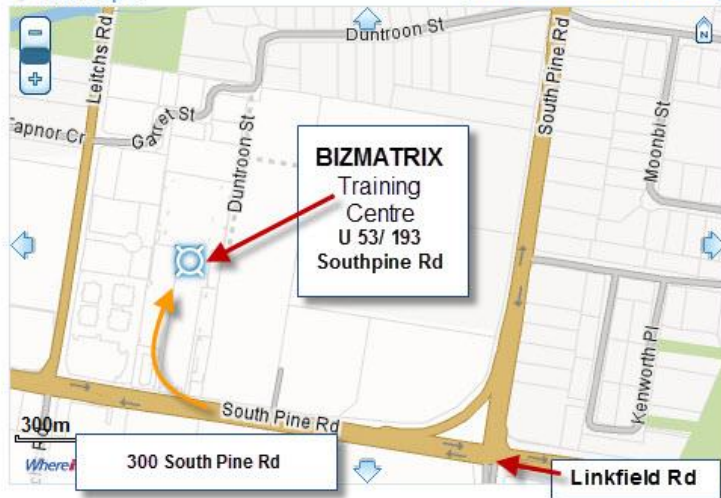 Duntroon St
South Pine Rd
Leitchs Rd
Garret St
Tapnor Cr
Duntroon St
Moonbi St
BIZMATRIX
Training
Centre
U 53/ 193
Southpine Rd
Kenworth Pl
South Pine Rd
300m
300 South Pine Rd
Linkfield Rd
N